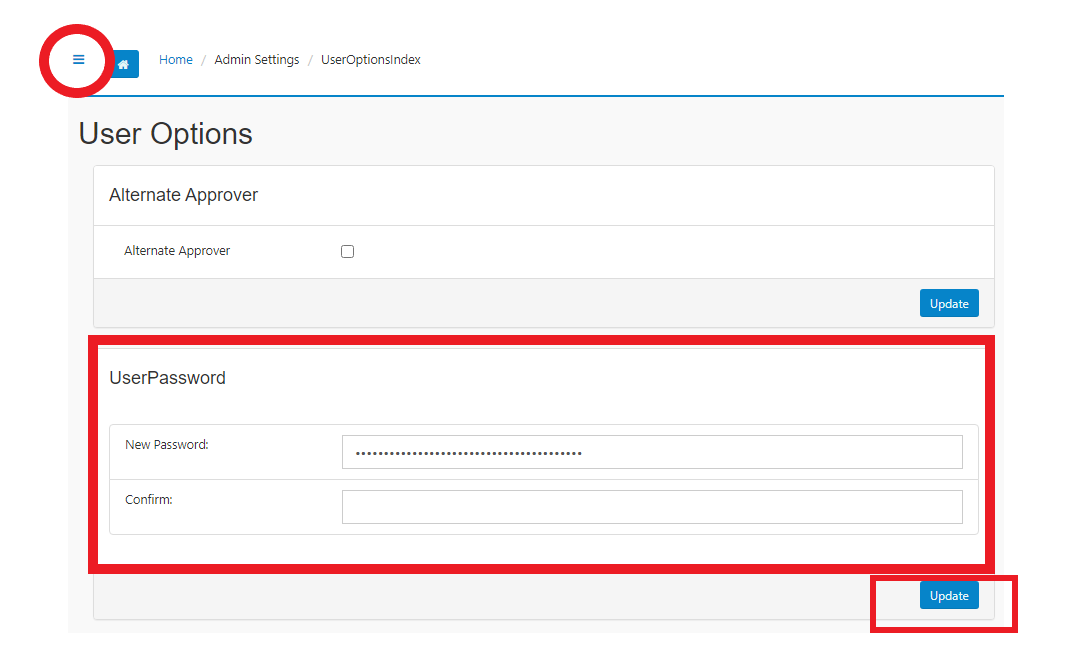 Home / Admin Settings / UserOptionsIndex
User Options
Alternate Approver
Alternate Approver
Update
UserPassword
New Password:
Confirm:
Update